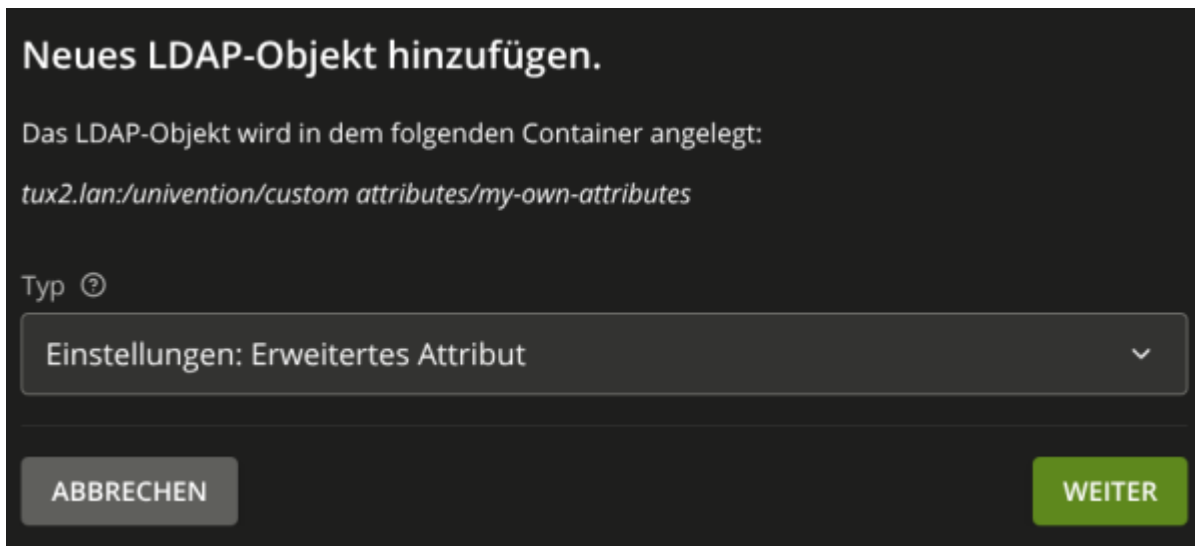 Neues LDAP-Objekt hinzufügen.
Das LDAP-Objekt wird in dem folgenden Container angelegt:
tux2.lan:/univention/custom attributes/my-own-attributes
Typ
Einstellungen: Erweitertes Attribut
ABBRECHEN
WEITER